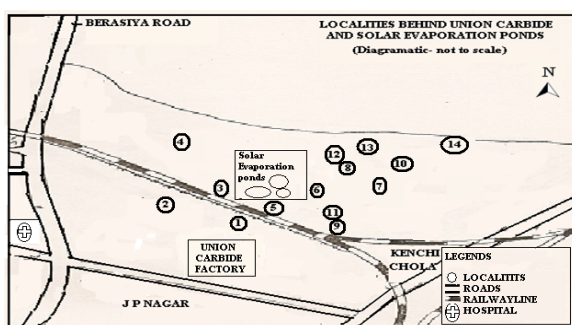 BERASIYA ROAD
LOCALITIES BEHIND UNION CARBIDE
AND SOLAR EVAPORATION PONDS
(Diagramatic- not to scale)
N
4
12
13
14
Solar
Evaporation
ponds
8
10
3
6
7
2
5
11
1
9
UNION
CARBIDE
FACTORY
KENCHI
CHOLA
J P NAGAR
LEGENDS
LOCALITITS
ROADS
RAILWAYLINE
HOSPITAL